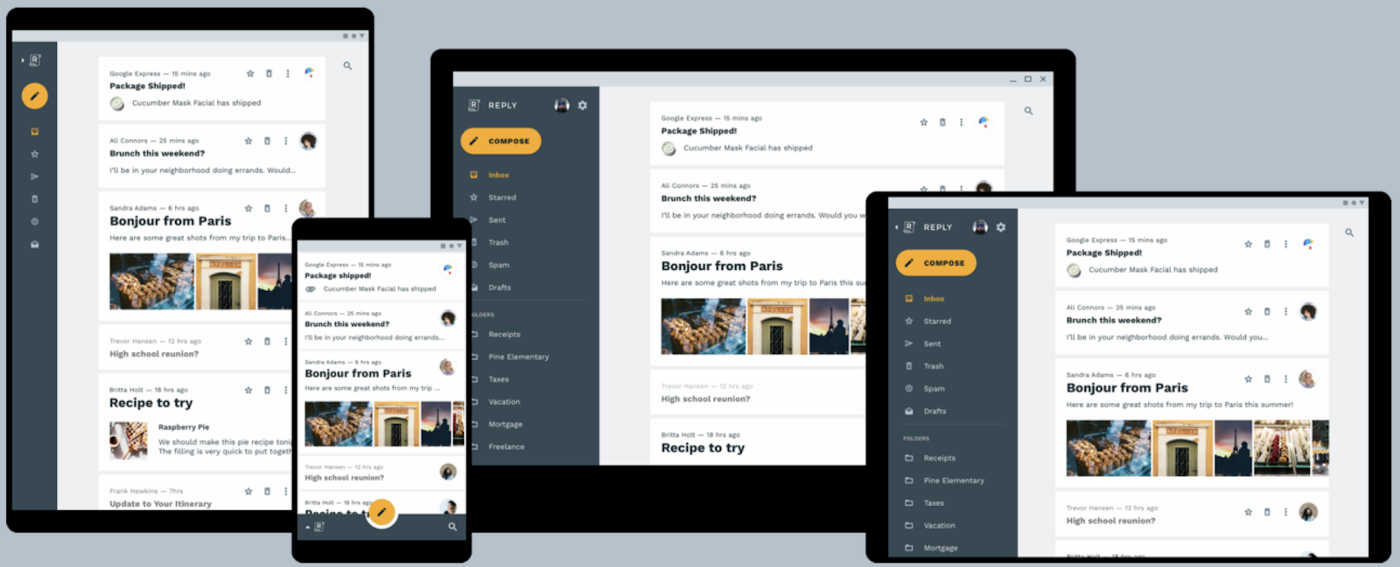 Google Express — 15 mins ago
Package Shipped!
Cucumber Mask Facial has shipped
Ali Connors — 25 mins ago
Brunch this weekend?
I'll be in your neighborhood doing errands. Would...
Sandra Adams — 6 hrs ago
Bonjour from Paris
Here are some great shots from my trip to Paris...
Trevor Hansen — 12 hrs ago
High school reunion?
Britta Holt — 18 hrs ago
Recipe to try
Raspberry Pie
We should make this pie recipe toni
The filling is very quick to put togeth
Frank Hawkins — 7hrs
Update to Your Itinerary
Google Express — 15 mins ago
Package shipped!
Cucumber Mask Facial has shipped
Ali Connors — 25 mins ago
Brunch this weekend?
I'll be in your neighborhood doing errands...
Sandra Adams — 6 hrs ago
Bonjour from Paris
Here are some great shots from my trip ...
Trevor Hansen — 12 hrs ago
High school reunion?
Britta Holt — 18 hrs ago
Recipe to tr
REPLY
COMPOSE
Inbox
Starred
Sent
Trash
Spam
Drafts
OLDERS
Receipts
Pine Elementary
Taxes
Vacation
Mortgage
Freelance
Google Express — 15 mins ago
Package Shipped!
Cucumber Mask Facial has shipped
Ali Connors — 25 mins ago
Brunch this weekend?
I'll be in your neighborhood doing errands. Would you w
Sandra Adams — 6 hrs ago
Bonjour from Paris
Here are some great shots from my trip to Paris this su
Trevor Hansen — 12 hrs ago
High school reunion?
Britta Holt — 18 hrs ago
Recipe to try
REPLY
COMPOSE
Inbox
Starred
Sent
Trash
Spam
Drafts
FOLDERS
Receipts
Pine Elementary
Taxes
Vacation
Mortgage
Google Express — 15 mins ago
Package Shipped!
Cucumber Mask Facial has shipped
Ali Connors — 25 mins ago
Brunch this weekend?
I'll be in your neighborhood doing errands. Would you...
Sandra Adams — 6 hrs ago
Bonjour from Paris
Here are some great shots from my trip to Paris this summer!
Trevor Hansen — 12 hrs ago
High school reunion?